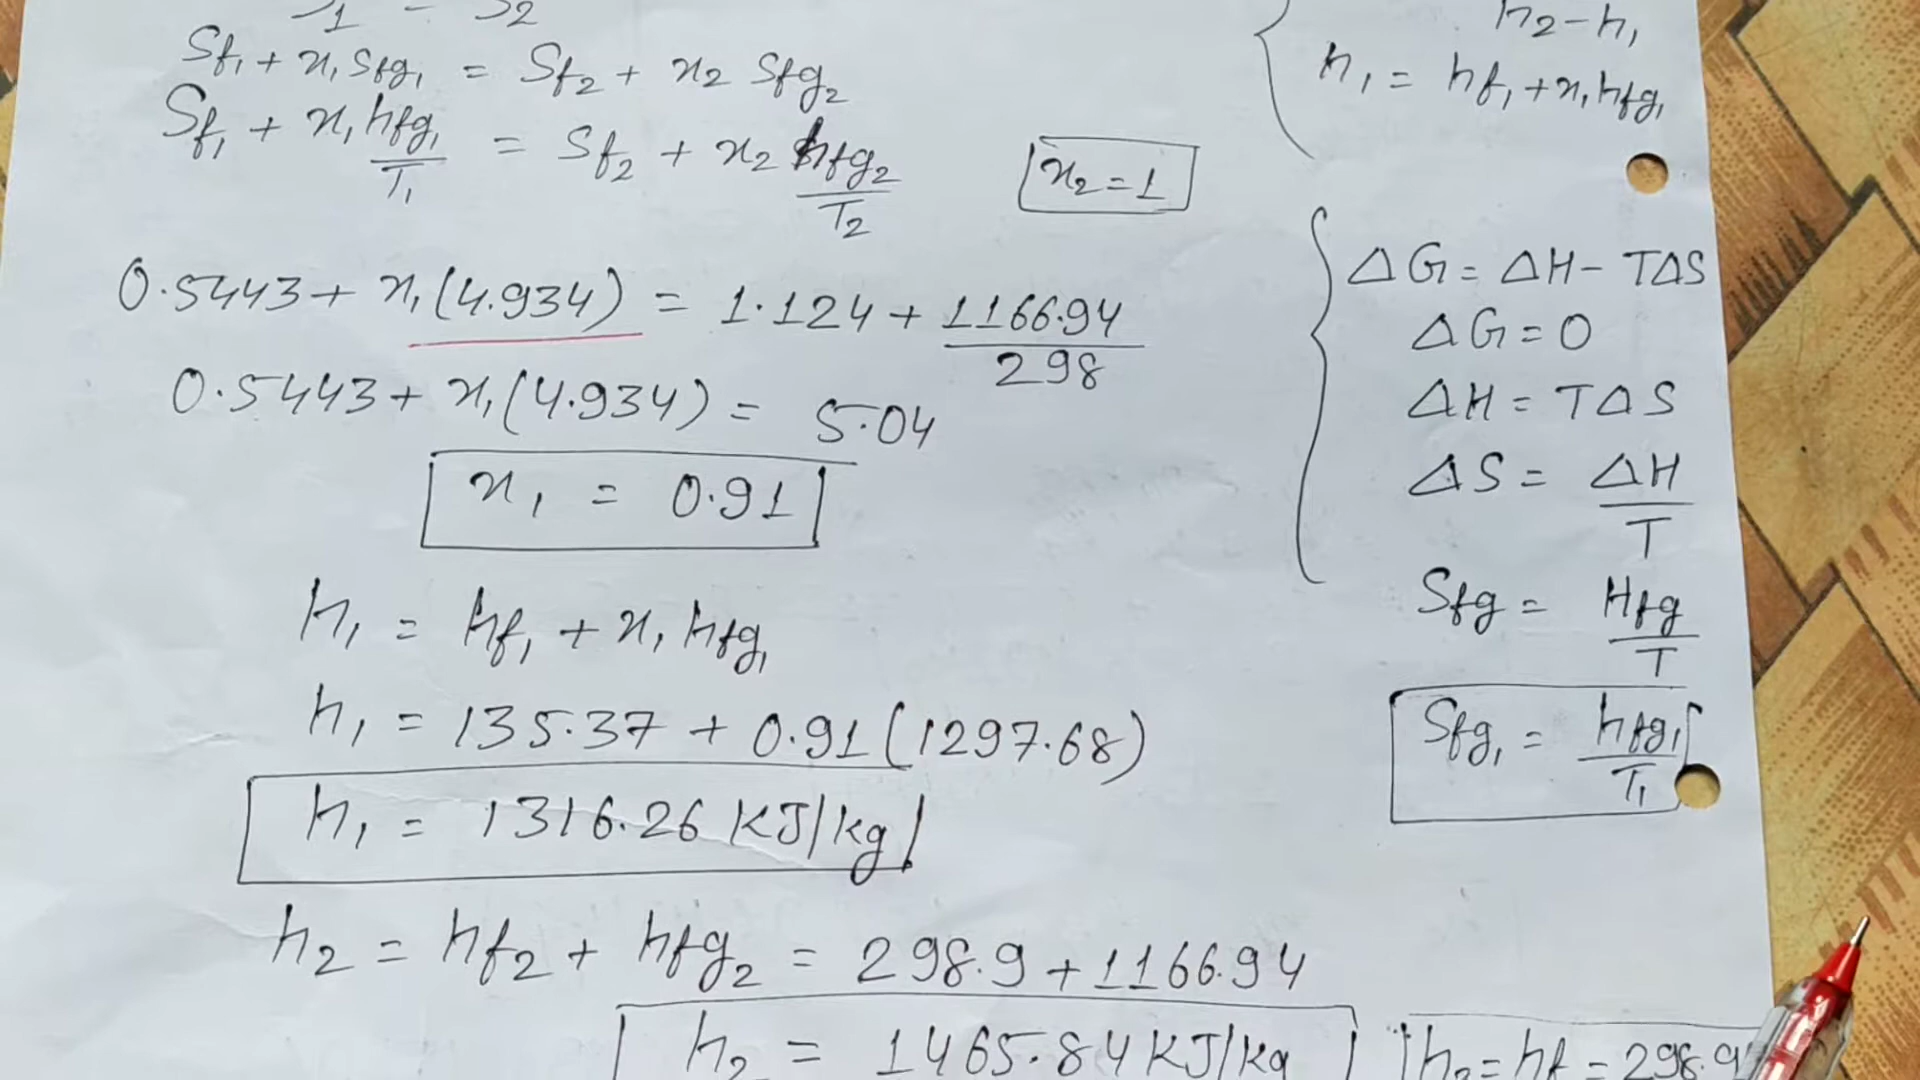 S1 = S2
Sf1 + x1 Sfg1 = Sf2 + x2 Sfg2
Sf1 + x1 hfg1/T1 = Sf2 + x2 hfg2/T2
x2 = 1
0.5443 + x1(4.934) = 1.124 + 1166.94/298
0.5443 + x1(4.934) = 5.04
x1 = 0.91
h1 = hf1 + x1 hfg1
h1 = 135.37 + 0.91(1297.68)
h1 = 1316.26 KJ/kg
h2 = hf2 + hfg2 = 298.9 + 1166.94
h2 = 1465.84 KJ/kg
h2 - h1
h1 = hf1 + x1 hfg1
ΔG = ΔH - TΔS
ΔG = 0
ΔH = TΔS
ΔS = ΔH/T
Sfg = Hfg/T
Sfg1 = hfg1/T1
= hf = 298.9